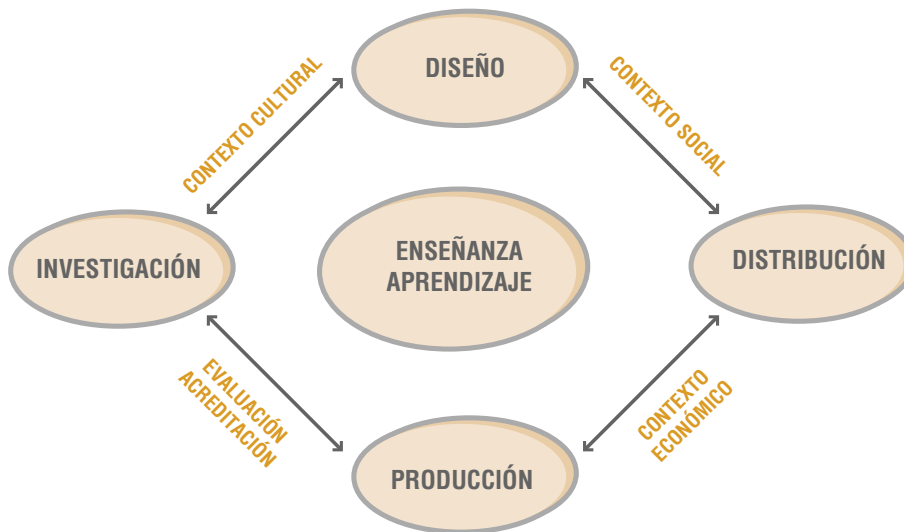 DISEÑO
CONTEXTO CULTURAL
CONTEXTO SOCIAL
INVESTIGACIÓN
ENSEÑANZA
APRENDIZAJE
DISTRIBUCIÓN
EVALUACIÓN
ACREDITACIÓN
CONTEXTO
ECONÓMICO
PRODUCCIÓN